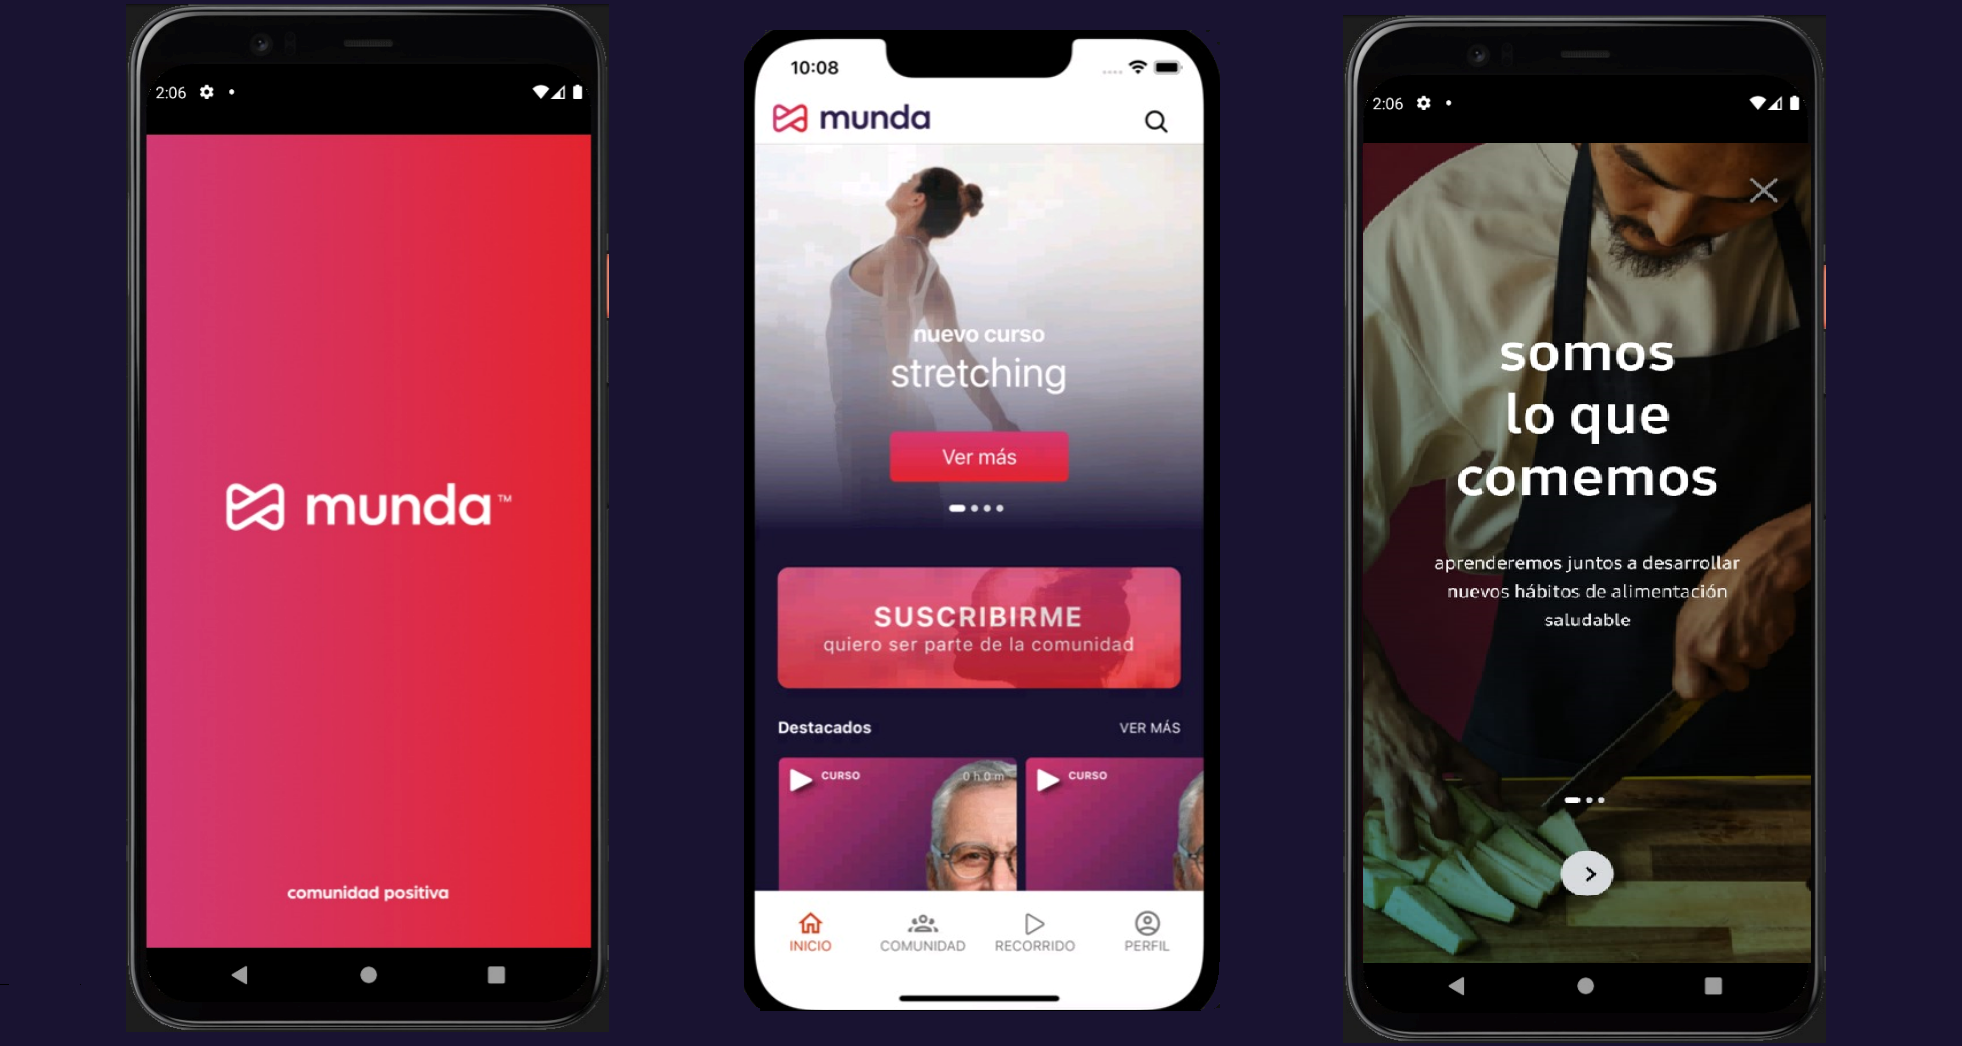 2:06
munda™
comunidad positiva
10:08
munda
nuevo curso
stretching
Ver más
SUSCRIBIRME
quiero ser parte de la comunidad
Destacados
VER MÁS
CURSO
0 h 0 m
CURSO
INICIO
COMUNIDAD
RECORRIDO
PERFIL
2:06
somos
lo que
comemos
aprenderemos juntos a desarrollar
nuevos hábitos de alimentación
saludable